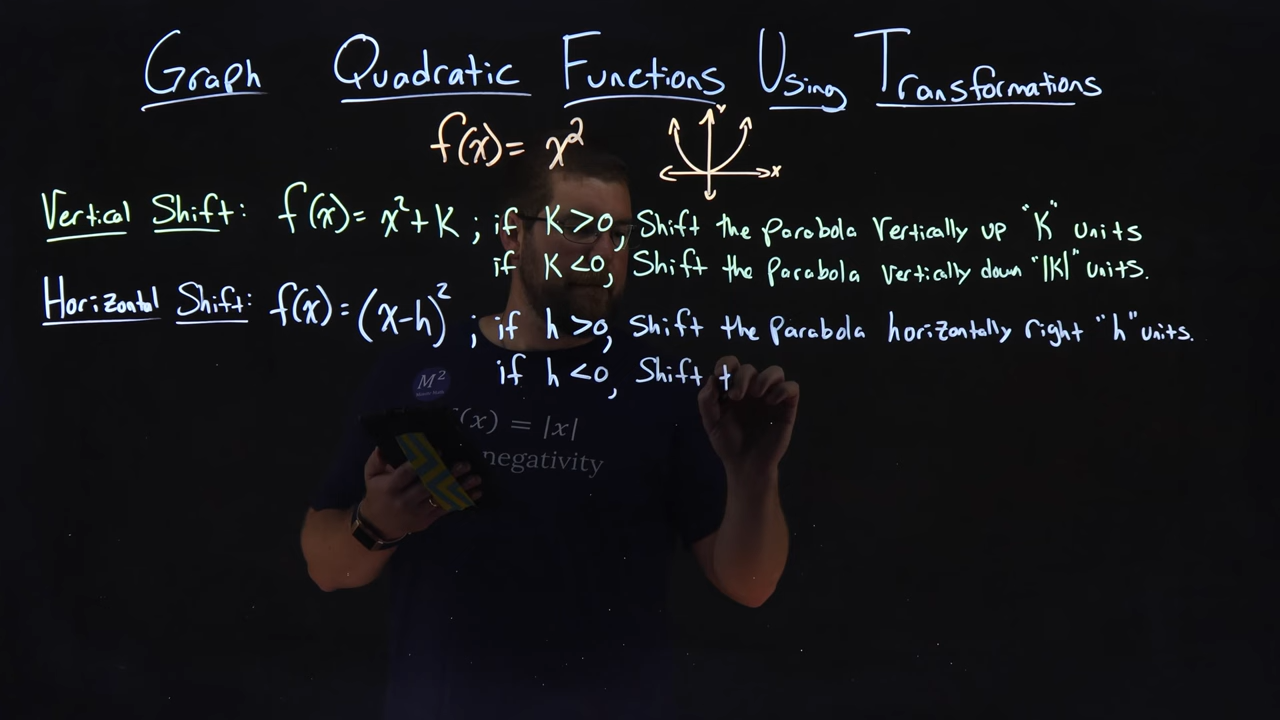 Graph Quadratic Functions Using Transformations
f(x) = x²
y
x
Vertical Shift: f(x) = x² + K ; if K > 0, Shift the parabola Vertically up "K" units
if K < 0, Shift the parabola vertically down "|K|" units.
Horizontal Shift: f(x) = (x-h)² ; if h > 0, Shift the parabola horizontally right "h" units.
if h < 0, Shift t
M²
(x) = |x|
negativity